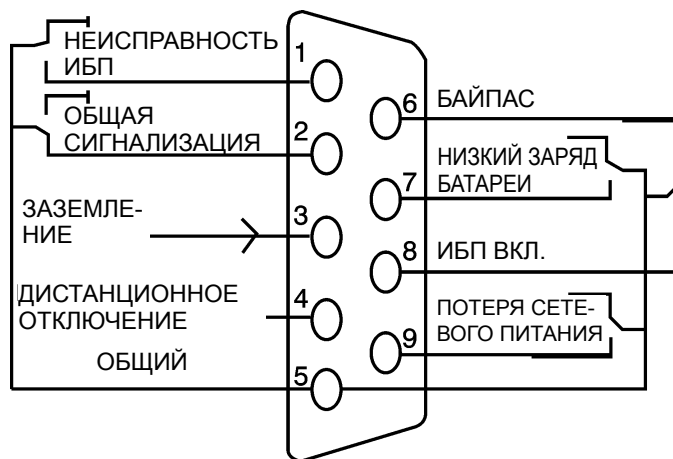 НЕИСПРАВНОСТЬ
ИБП
1
ОБЩАЯ
СИГНАЛИЗАЦИЯ
2
ЗАЗЕМЛЕ-
НИЕ
3
ДИСТАНЦИОННОЕ
ОТКЛЮЧЕНИЕ
4
ОБЩИЙ
5
6
БАЙПАС
7
НИЗКИЙ ЗАРЯД
БАТАРЕИ
8
ИБП ВКЛ.
9
ПОТЕРЯ СЕТЕ-
ВОГО ПИТАНИЯ